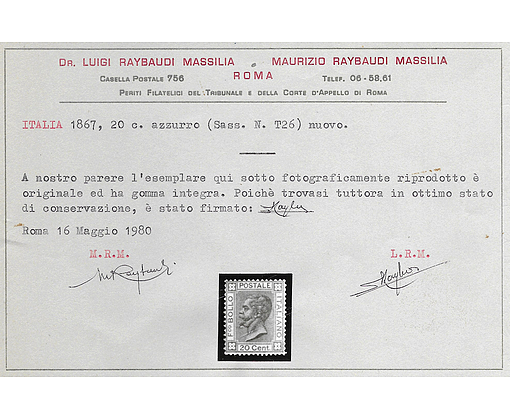 Dr. Luigi Raybaudi Massilia e Maurizio Raybaudi Massilia
ROMA
Casella Postale 756 Telef. 06-58,61
Periti Filatelici del Tribunale e della Corte d'Appello di Roma
ITALIA 1867, 20 c. azzurro (Sass. N. T26) nuovo.
A nostro parere l'esemplare qui sotto fotograficamente riprodotto è
originale ed ha gomma integra. Poichè trovasi tuttora in ottimo stato
di conservazione, è stato firmato:
Roma 16 Maggio 1980
M.R.M. L.R.M.
POSTALE
F.co BOLLO
ITALIANO
20 Cent.